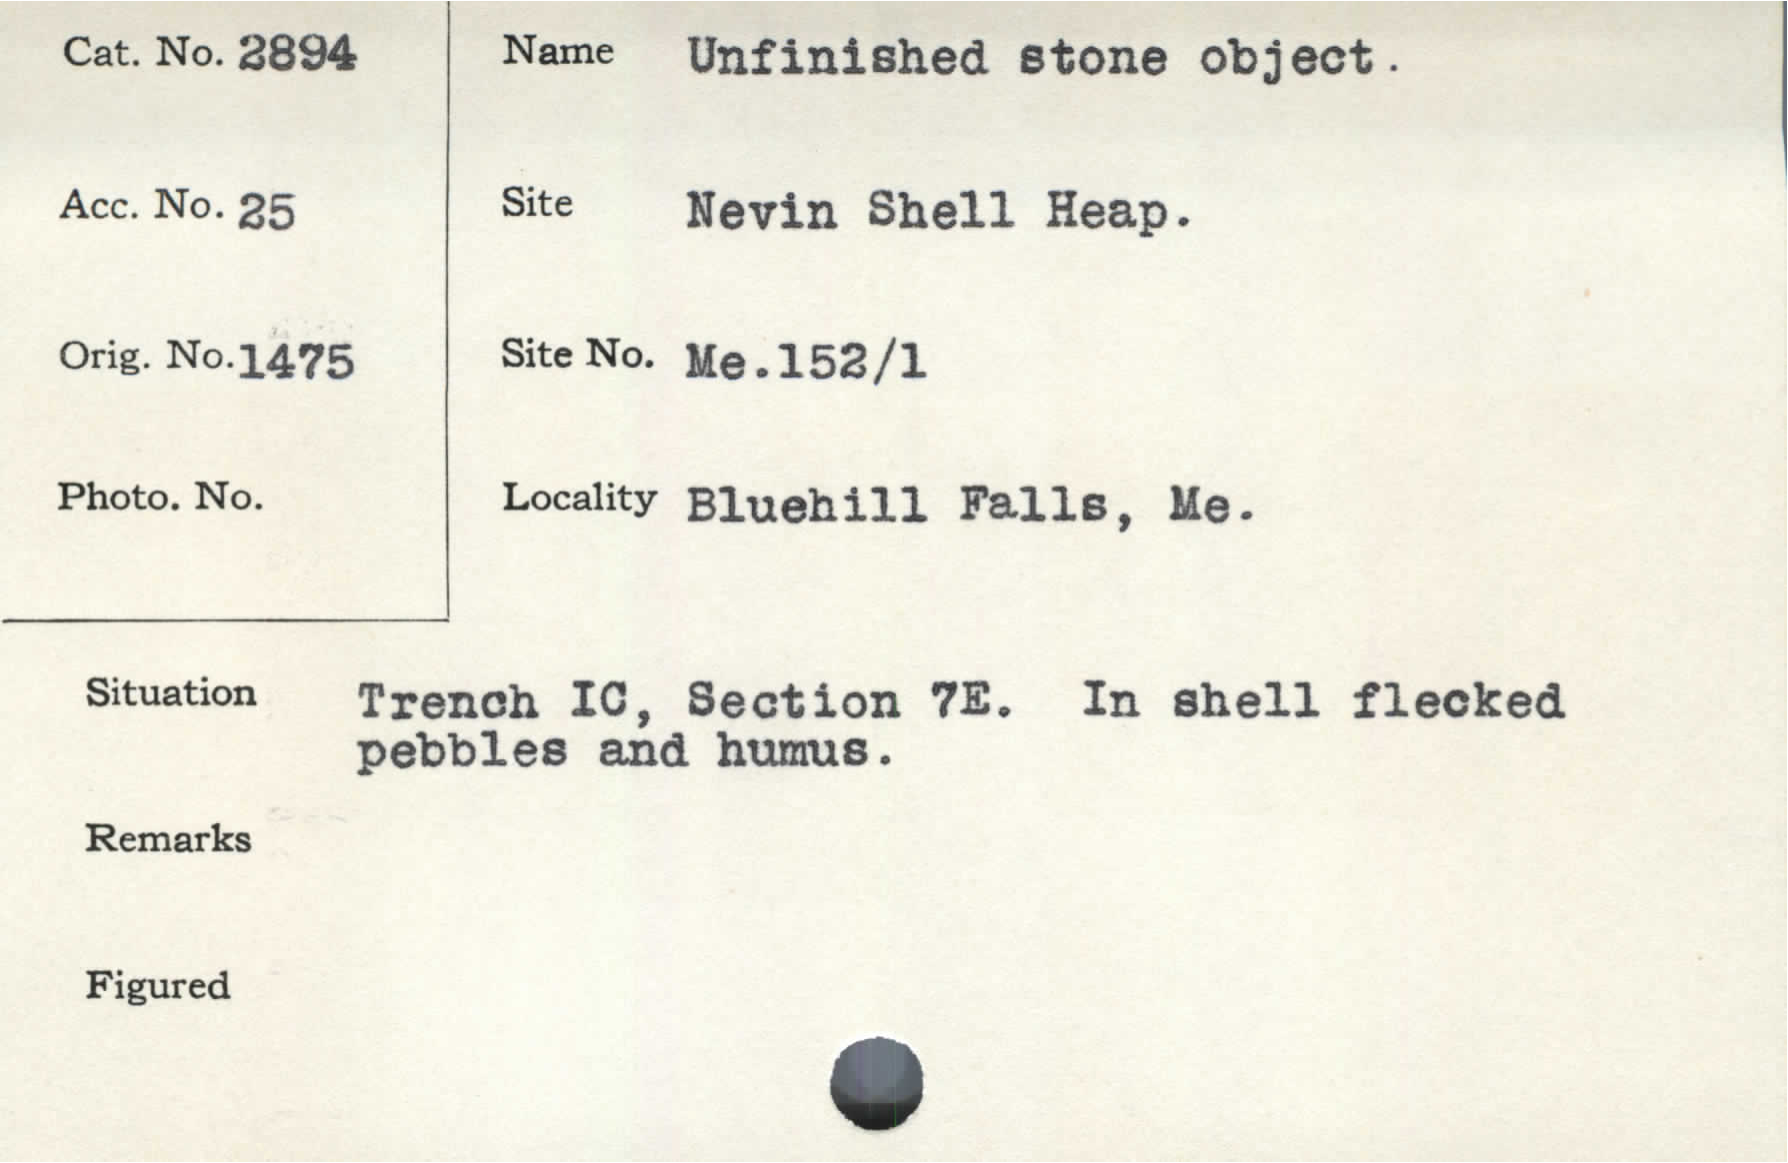 Cat. No. 2894
Name Unfinished stone object.
Acc. No. 25
Site Nevin Shell Heap.
Orig. No. 1475
Site No. Me.152/1
Photo. No.
Locality Bluehill Falls, Me.
Situation Trench IC, Section 7E. In shell flecked
pebbles and humus.
Remarks
Figured